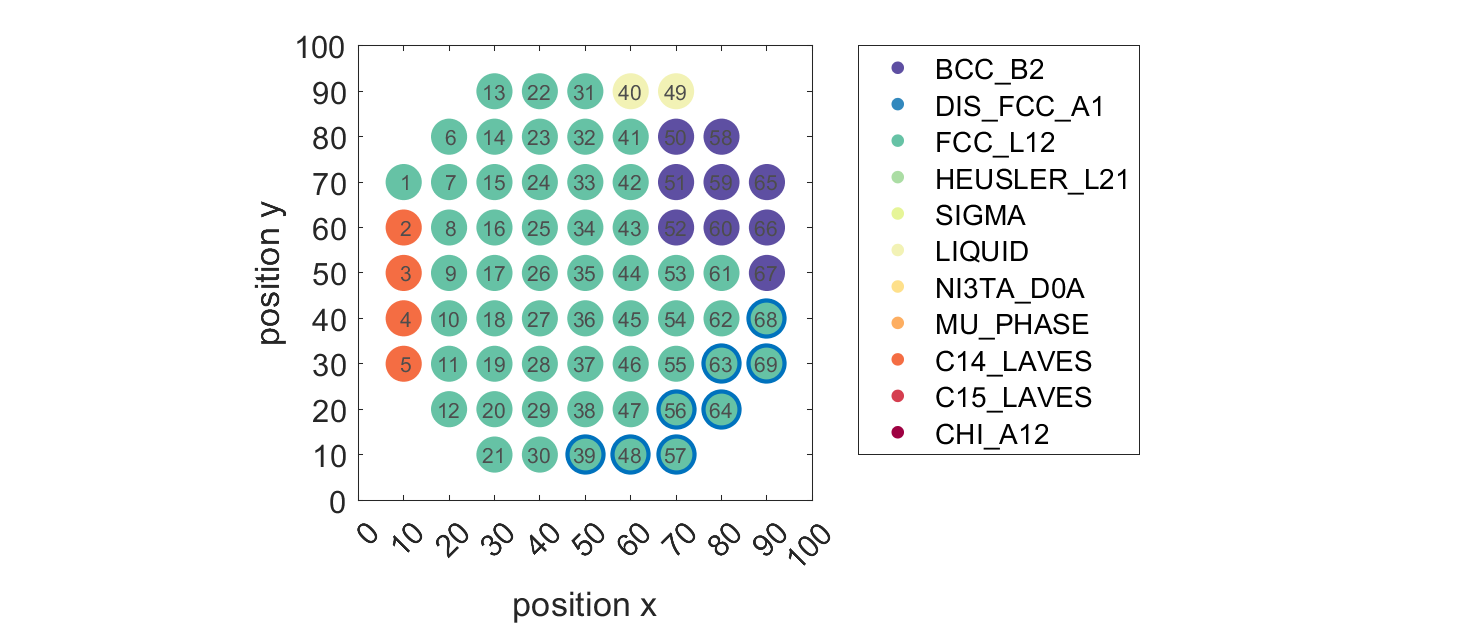 100
90
80
70
60
50
40
30
20
10
0
position y
13 22 31 40 49
6 14 23 32 41 50 58
1 7 15 24 33 42 51 59 65
2 8 16 25 34 43 52 60 66
3 9 17 26 35 44 53 61 67
4 10 18 27 36 45 54 62 68
5 11 19 28 37 46 55 63 69
12 20 29 38 47 56 64
21 30 39 48 57
0 10 20 30 40 50 60 70 80 90 100
position x
BCC_B2
DIS_FCC_A1
FCC_L12
HEUSLER_L21
SIGMA
LIQUID
NI3TA_D0A
MU_PHASE
C14_LAVES
C15_LAVES
CHI_A12